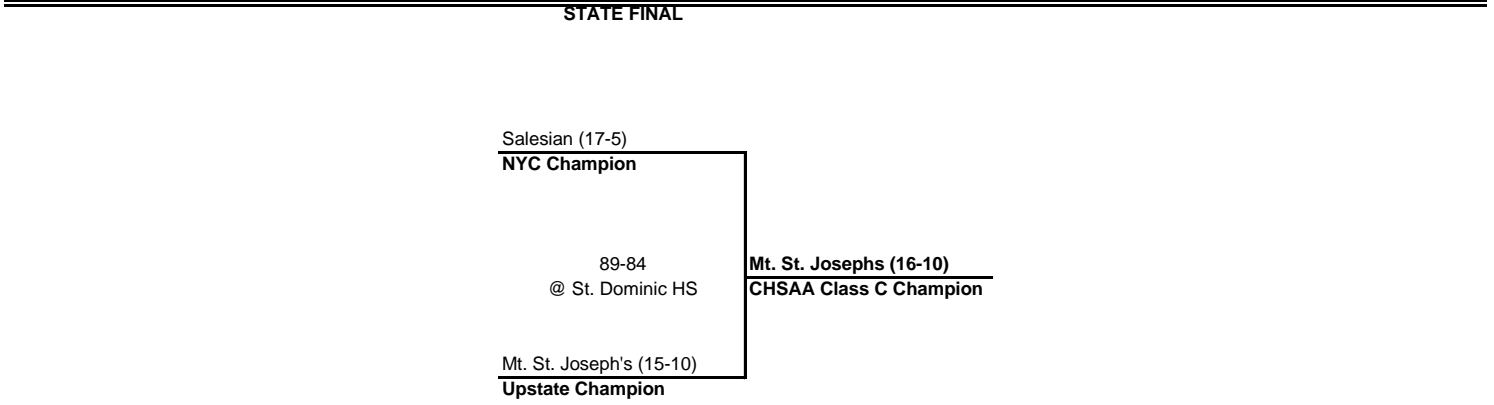 STATE FINAL
Salesian (17-5)
NYC Champion
89-84
@ St. Dominic HS
Mt. St. Josephs (16-10)
CHSAA Class C Champion
Mt. St. Joseph's (15-10)
Upstate Champion